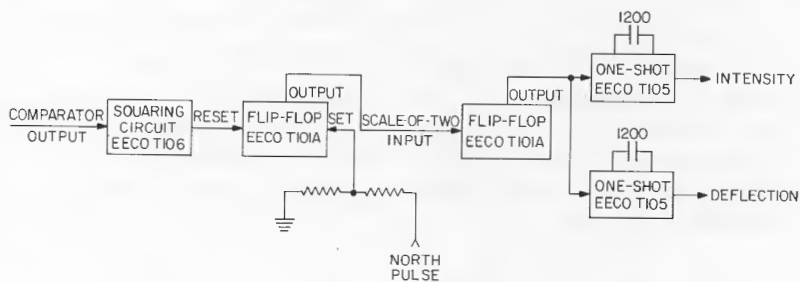 COMPARATOR
OUTPUT
SQUARING
CIRCUIT
EECO T106
RESET
OUTPUT
FLIP-FLOP
EECO T101A
SET
SCALE-OF-TWO
INPUT
OUTPUT
FLIP-FLOP
EECO T101A
1200
ONE-SHOT
EECO T105
INTENSITY
1200
ONE-SHOT
EECO T105
DEFLECTION
NORTH
PULSE